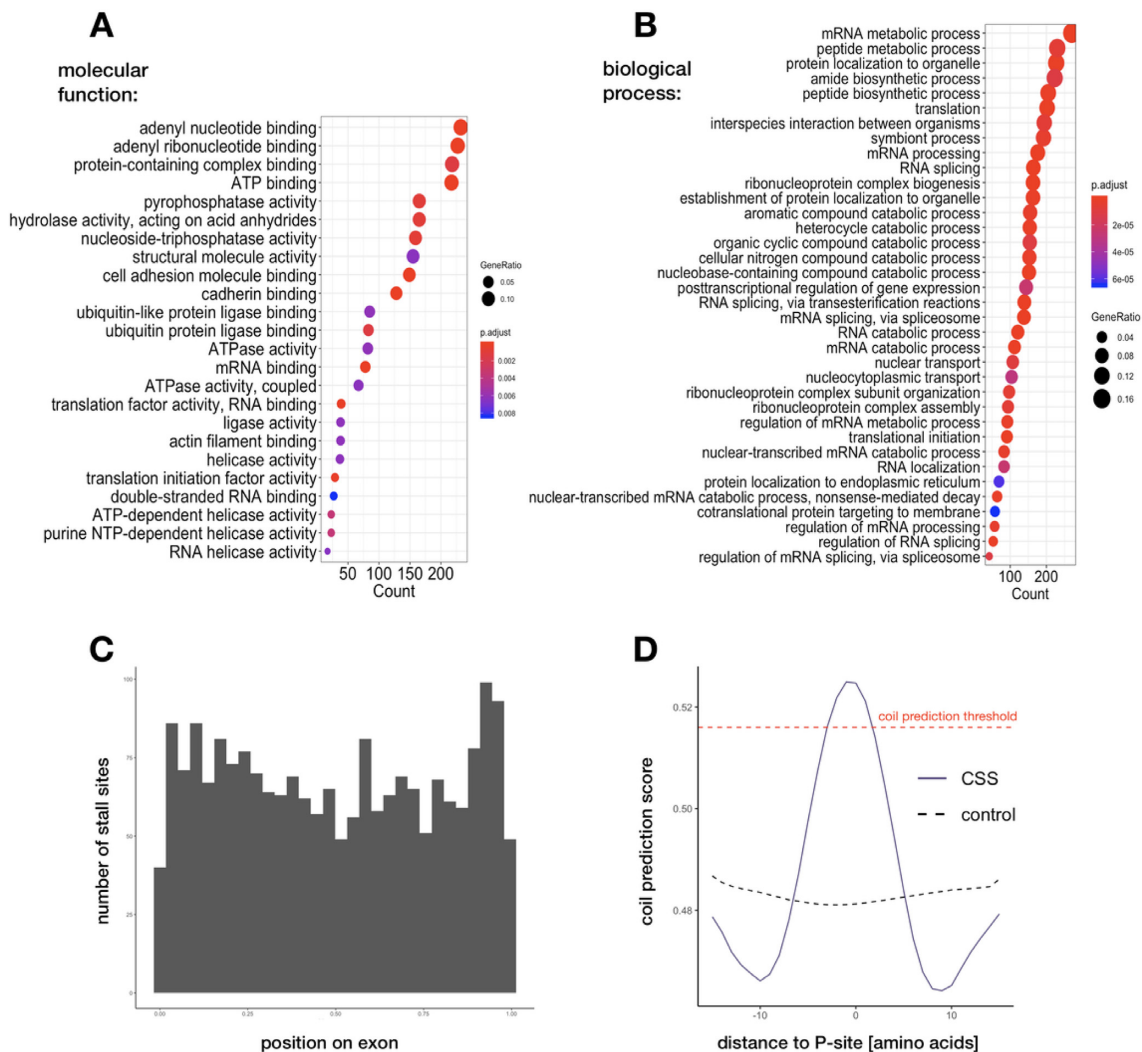 A
molecular
function:
adenyl nucleotide binding
adenyl ribonucleotide binding
protein-containing complex binding
ATP binding
pyrophosphatase activity
hydrolase activity, acting on acid anhydrides
nucleoside-triphosphatase activity
structural molecule activity
cell adhesion molecule binding
cadherin binding
ubiquitin-like protein ligase binding
ubiquitin protein ligase binding
ATPase activity
mRNA binding
ATPase activity, coupled
translation factor activity, RNA binding
ligase activity
actin filament binding
helicase activity
translation initiation factor activity
double-stranded RNA binding
ATP-dependent helicase activity
purine NTP-dependent helicase activity
RNA helicase activity
50 100 150 200
Count
GeneRatio
0.05
0.10
p.adjust
0.002
0.004
0.006
0.008
B
biological
process:
mRNA metabolic process
peptide metabolic process
protein localization to organelle
amide biosynthetic process
peptide biosynthetic process
translation
interspecies interaction between organisms
symbiont process
mRNA processing
RNA splicing
ribonucleoprotein complex biogenesis
establishment of protein localization to organelle
aromatic compound catabolic process
heterocycle catabolic process
organic cyclic compound catabolic process
cellular nitrogen compound catabolic process
nucleobase-containing compound catabolic process
posttranscriptional regulation of gene expression
RNA splicing, via transesterification reactions
mRNA splicing, via spliceosome
RNA catabolic process
mRNA catabolic process
nuclear transport
nucleocytoplasmic transport
ribonucleoprotein complex subunit organization
ribonucleoprotein complex assembly
regulation of mRNA metabolic process
translational initiation
nuclear-transcribed mRNA catabolic process
RNA localization
protein localization to endoplasmic reticulum
nuclear-transcribed mRNA catabolic process, nonsense-mediated decay
cotranslational protein targeting to membrane
regulation of mRNA processing
regulation of RNA splicing
regulation of mRNA splicing, via spliceosome
100 200
Count
p.adjust
2e-05
4e-05
6e-05
GeneRatio
0.04
0.08
0.12
0.16
C
number of stall sites
100
75
50
25
0
0.00 0.25 0.50 0.75 1.00
position on exon
D
coil prediction score
0.52
0.50
0.48
coil prediction threshold
CSS
control
-10 0 10
distance to P-site [amino acids]